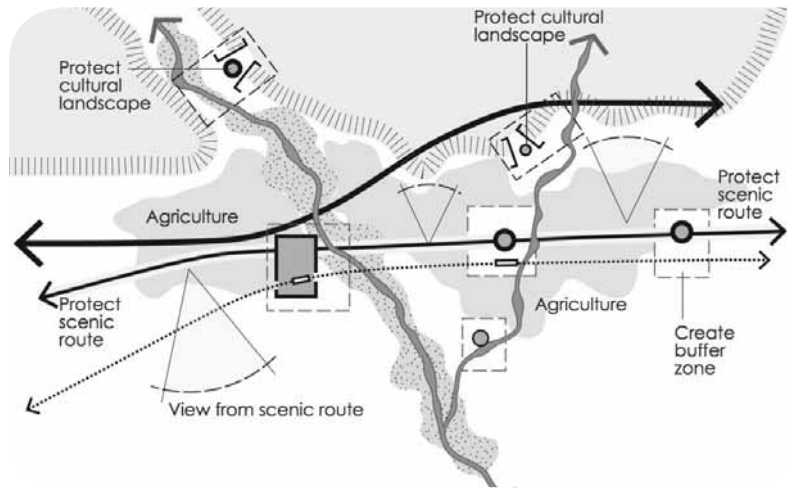 Protect cultural
landscape
Protect
cultural
landscape
Protect
scenic
route
Agriculture
Protect
scenic
route
Agriculture
Create
buffer
zone
View from scenic route